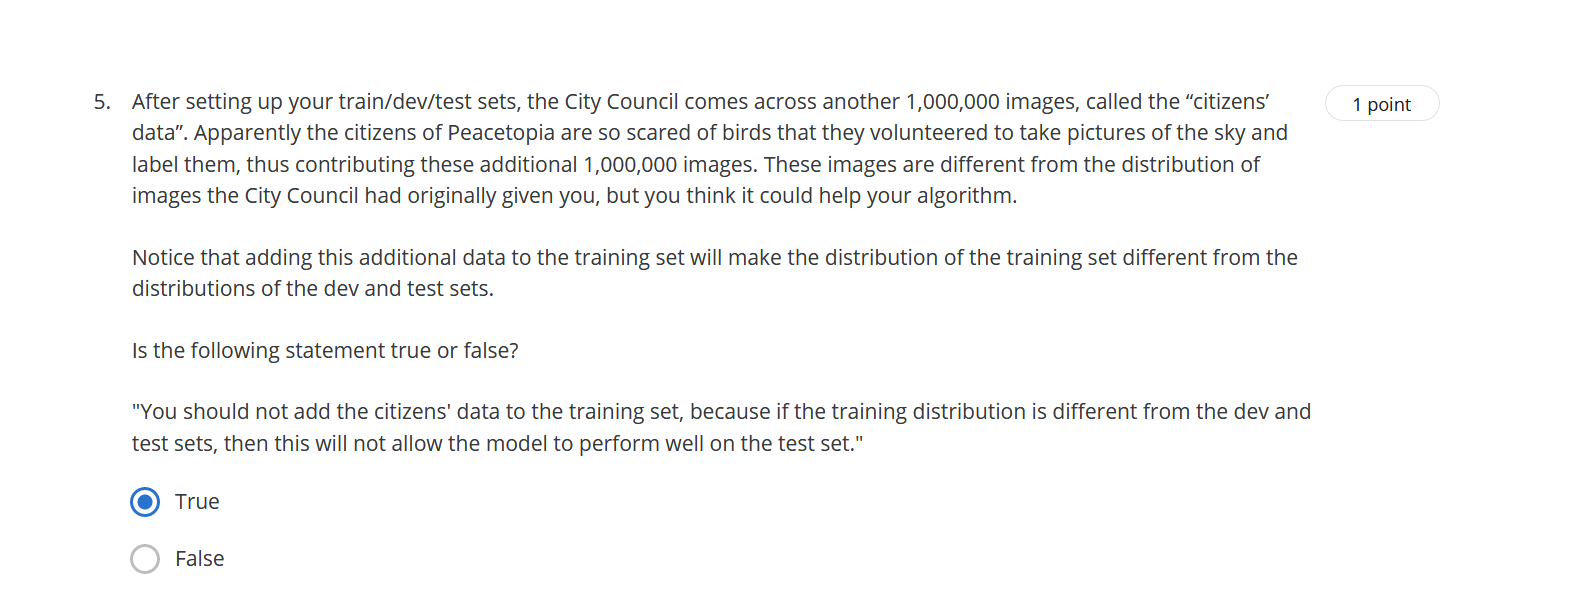 5. After setting up your train/dev/test sets, the City Council comes across another 1,000,000 images, called the “citizens’ 1 point
data”. Apparently the citizens of Peacetopia are so scared of birds that they volunteered to take pictures of the sky and
label them, thus contributing these additional 1,000,000 images. These images are different from the distribution of
images the City Council had originally given you, but you think it could help your algorithm.
Notice that adding this additional data to the training set will make the distribution of the training set different from the
distributions of the dev and test sets.
Is the following statement true or false?
"You should not add the citizens' data to the training set, because if the training distribution is different from the dev and
test sets, then this will not allow the model to perform well on the test set."
True
False